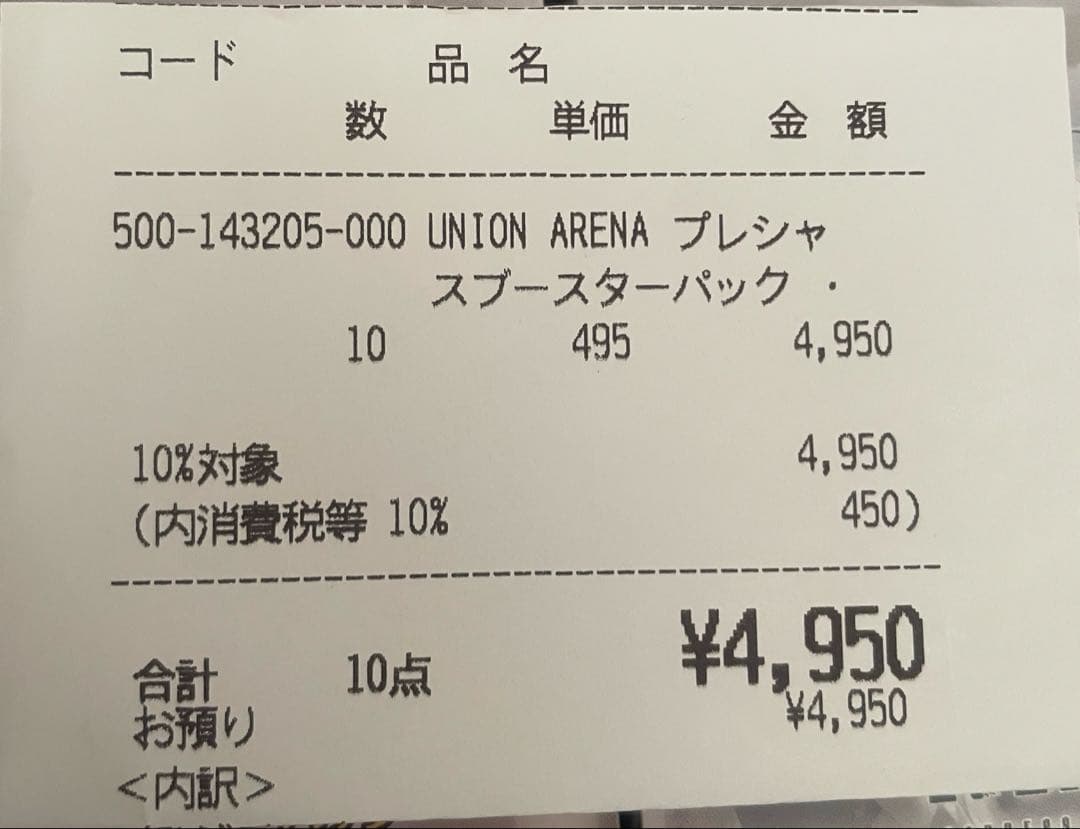 コード 品 名
数 単価 金 額
500-143205-000 UNION ARENA プレシャ
スブースターパック ・
10 495 4,950
10%対象 4,950
(内消費税等 10% 450)
合計 10点 ¥4,950
お預り ¥4,950
<内訳>